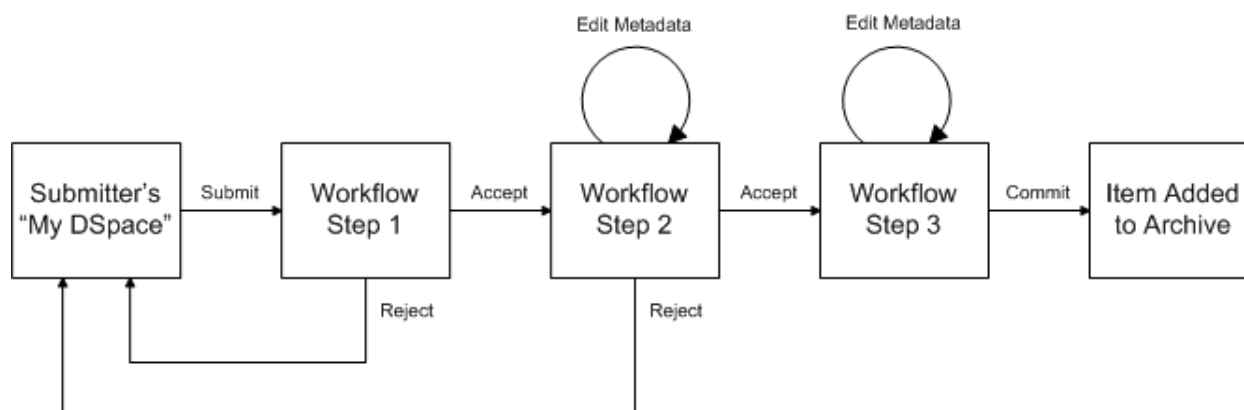 Edit Metadata
Edit Metadata
Submitter’s
“My DSpace”
Submit
Workflow
Step 1
Accept
Workflow
Step 2
Accept
Workflow
Step 3
Commit
Item Added
to Archive
Reject
Reject